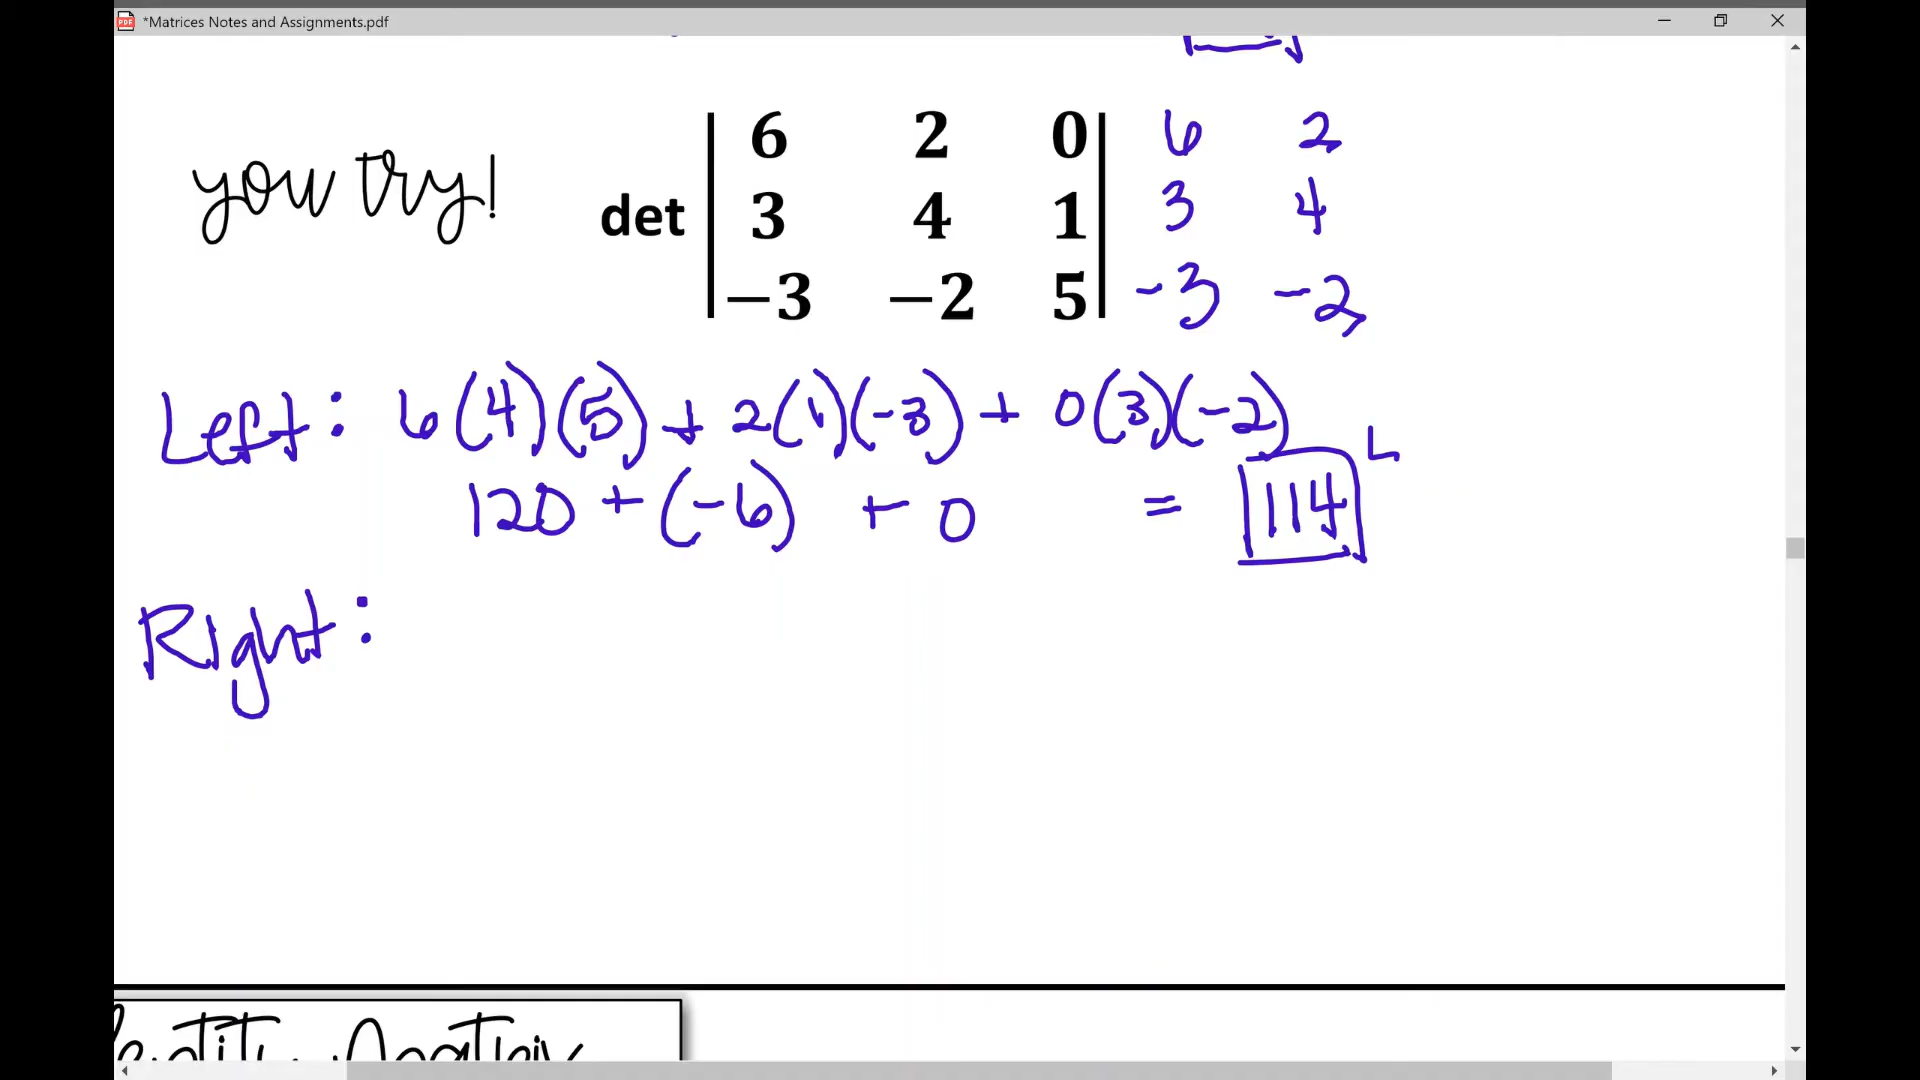 *Matrices Notes and Assignments.pdf
you try!
det
6 2 0 6 2
3 4 1 3 4
−3 −2 5 -3 -2
Left: 6(4)(5) + 2(1)(-3) + 0(3)(-2)
120 + (-6) + 0 = 114 L
Right: